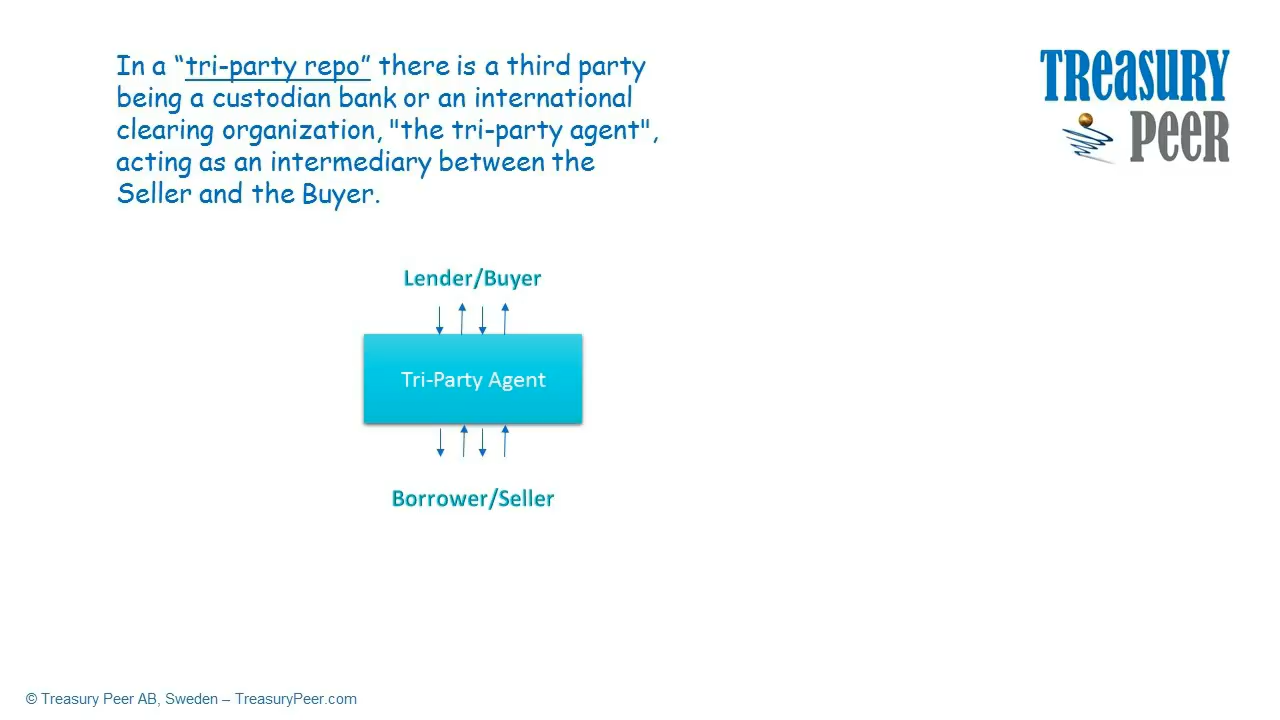 In a “tri-party repo” there is a third party
being a custodian bank or an international
clearing organization, "the tri-party agent",
acting as an intermediary between the
Seller and the Buyer.
TREASURY
PEER
Lender/Buyer
Tri-Party Agent
Borrower/Seller
© Treasury Peer AB, Sweden – TreasuryPeer.com